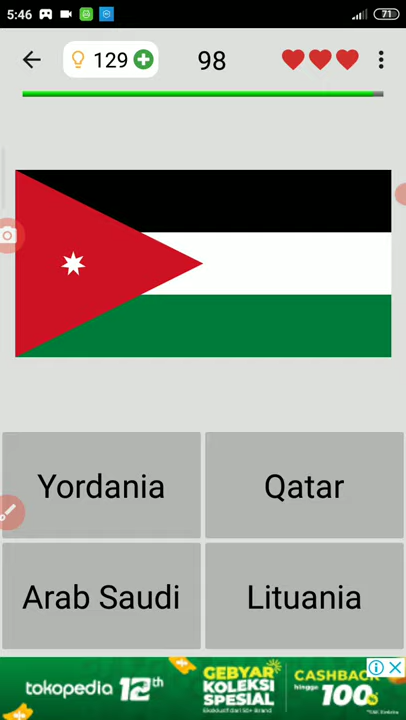 5:46 71
129 98
Yordania Qatar
Arab Saudi Lituania
tokopedia 12th
GEBYAR
KOLEKSI
SPESIAL
CASHBACK
hingga 100%